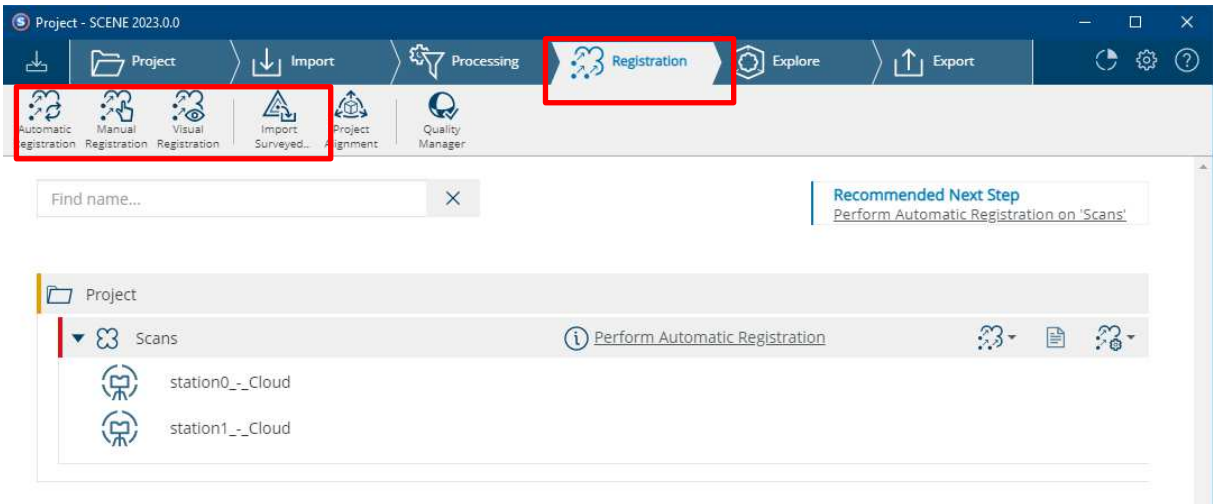 Project - SCENE 2023.0.0
Project
Import
Processing
Registration
Explore
Export
Automatic Registration
Manual Registration
Visual Registration
Import Surveyed...
Project Alignment
Quality Manager
Find name...
Recommended Next Step
Perform Automatic Registration on 'Scans'
Project
Scans
Perform Automatic Registration
station0_-_Cloud
station1_-_Cloud